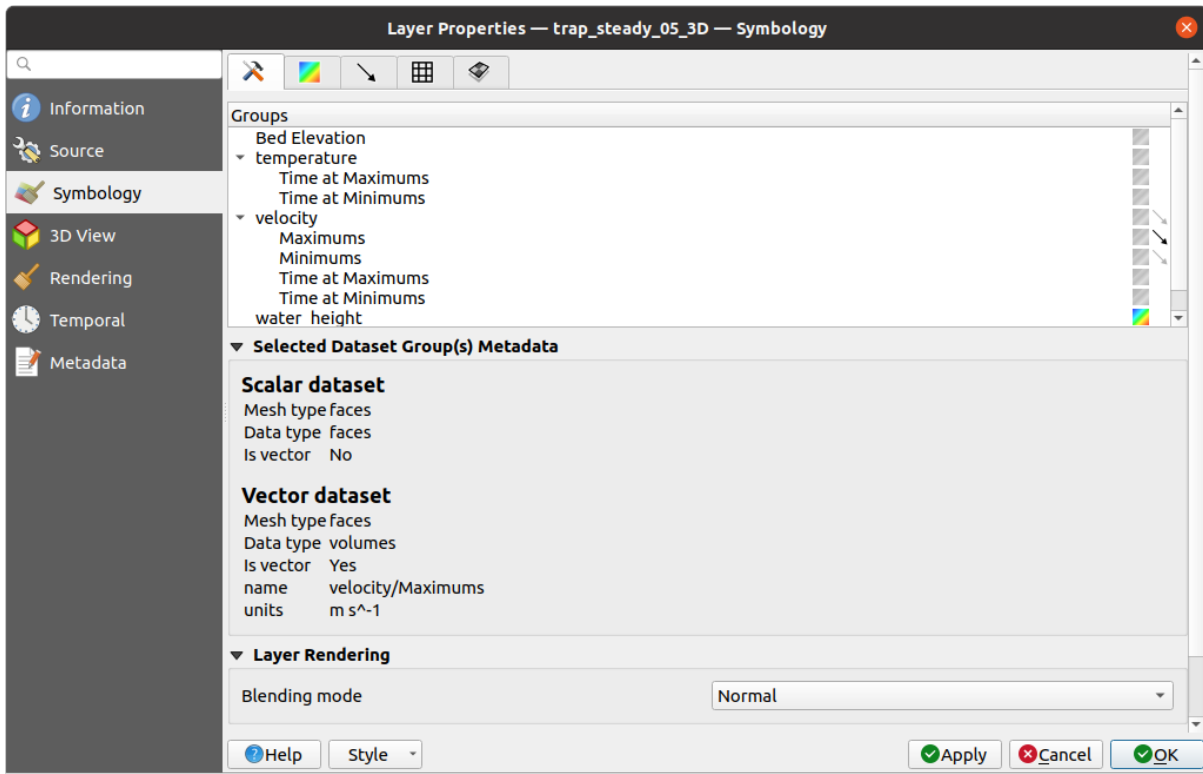 Layer Properties — trap_steady_05_3D — Symbology
Information
Source
Symbology
3D View
Rendering
Temporal
Metadata
Groups
Bed Elevation
temperature
Time at Maximums
Time at Minimums
velocity
Maximums
Minimums
Time at Maximums
Time at Minimums
water_height
Selected Dataset Group(s) Metadata
Scalar dataset
Mesh type faces
Data type faces
Is vector No
Vector dataset
Mesh type faces
Data type volumes
Is vector Yes
name velocity/Maximums
units m s^-1
Layer Rendering
Blending mode Normal
Help Style Apply Cancel OK